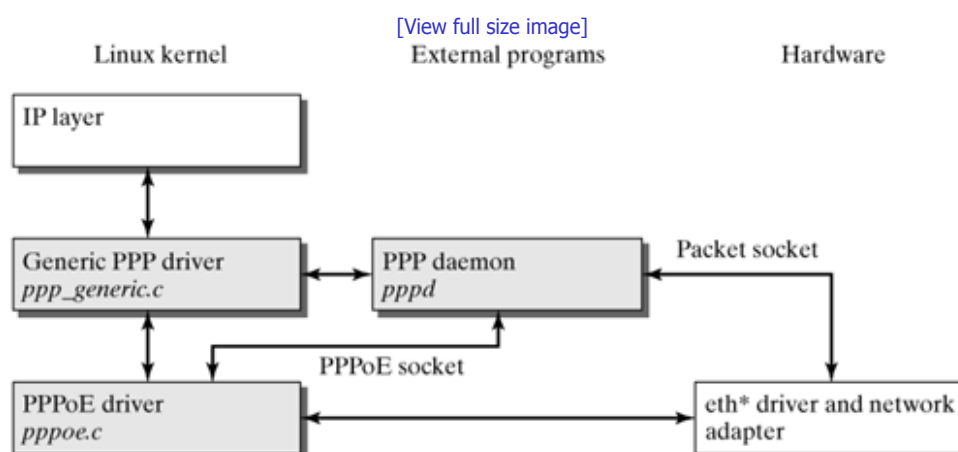 [View full size image]
Linux kernel
External programs
Hardware
IP layer
Generic PPP driver
ppp_generic.c
PPP daemon
pppd
Packet socket
PPPoE socket
PPPoE driver
pppoe.c
eth* driver and network
adapter